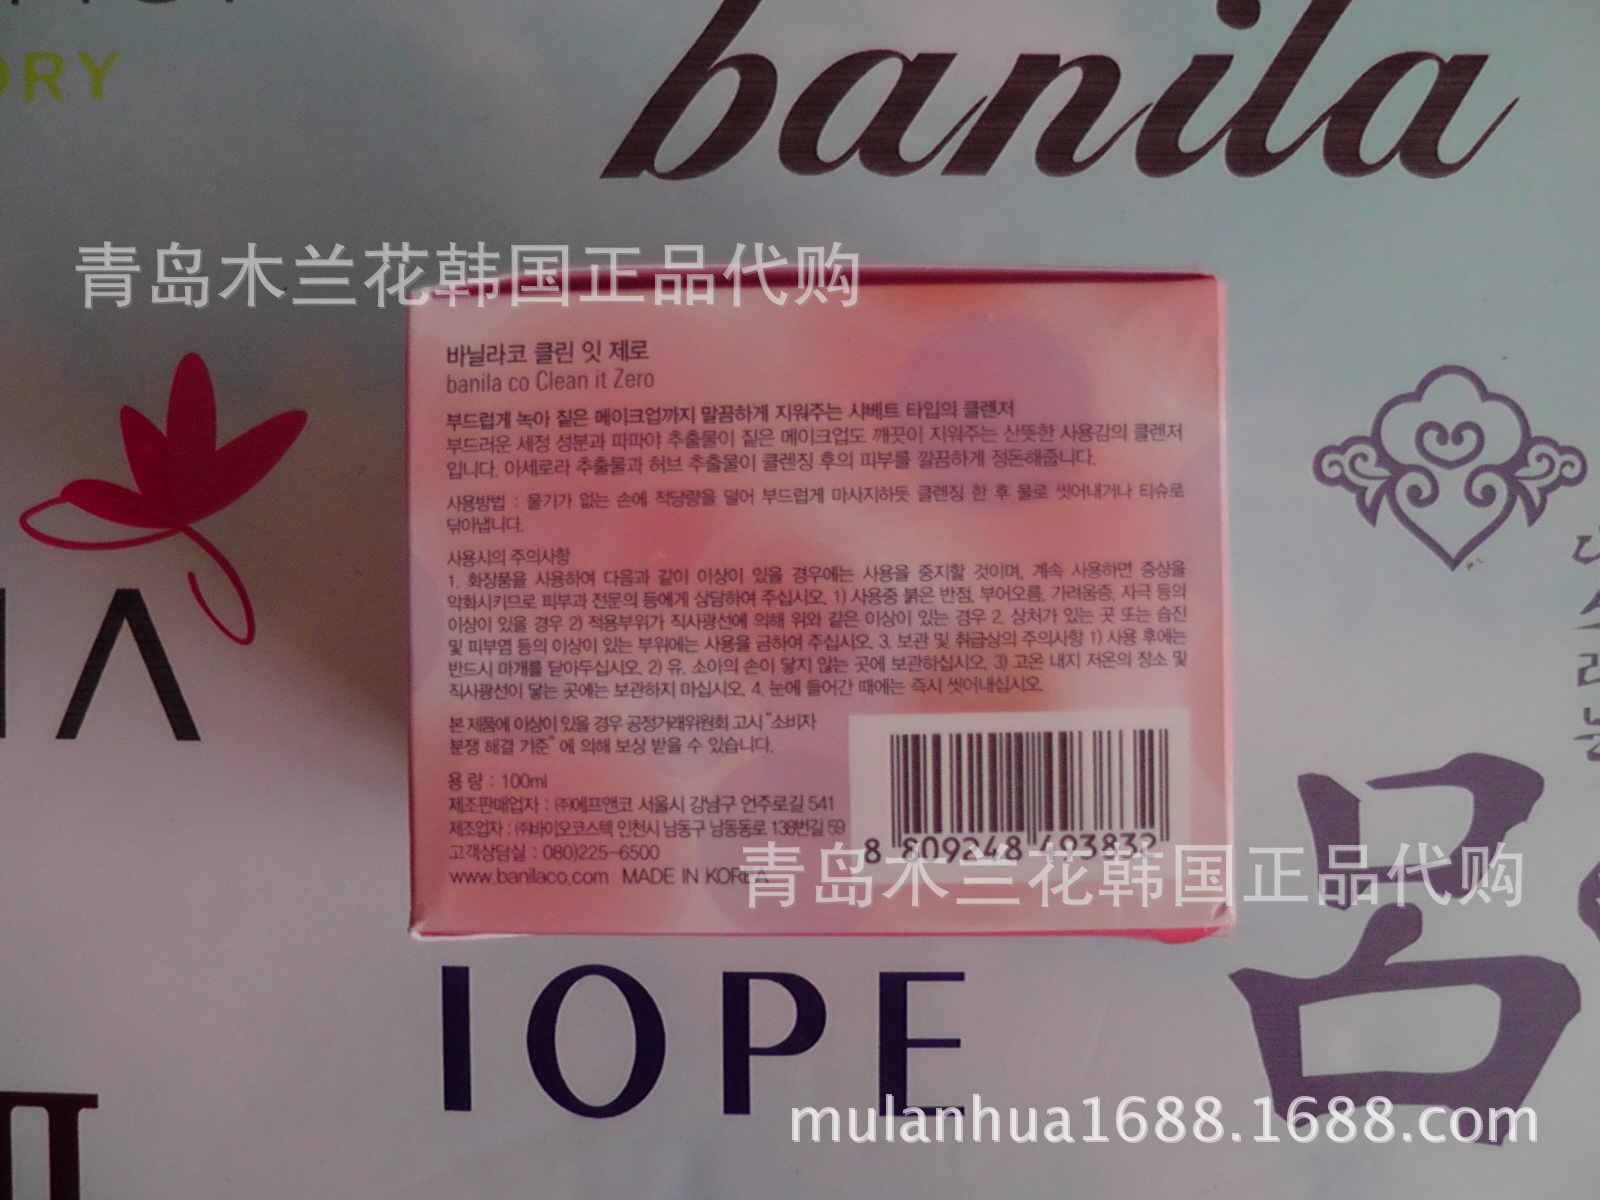 ORY
banila
青岛木兰花韩国正品代购
바닐라코 클린 잇 제로
banila co Clean it Zero
부드럽게 녹아 짙은 메이크업까지 말끔하게 지워주는 샤베트 타입의 클렌저
부드러운 세정 성분과 파파야 추출물이 짙은 메이크업도 깨끗이 지워주는 산뜻한 사용감의 클렌저
입니다. 아세로라 추출물과 허브 추출물이 클렌징 후의 피부를 깔끔하게 정돈해줍니다.
사용방법 : 물기가 없는 손에 적당량을 덜어 부드럽게 마사지하듯 클렌징 한 후 물로 씻어내거나 티슈로
닦아냅니다.
사용시의 주의사항
1. 화장품을 사용하여 다음과 같이 이상이 있을 경우에는 사용을 중지할 것이며, 계속 사용하면 증상을
악화시키므로 피부과 전문의 등에게 상담하여 주십시오. 1) 사용중 붉은 반점, 부어오름, 가려움증, 자극 등의
이상이 있을 경우 2) 적용부위가 직사광선에 의해 위와 같은 이상이 있는 경우 2. 상처가 있는 곳 또는 습진
및 피부염 등의 이상이 있는 부위에는 사용을 금하여 주십시오. 3. 보관 및 취급상의 주의사항 1) 사용 후에는
반드시 마개를 닫아두십시오. 2) 유, 소아의 손이 닿지 않는 곳에 보관하십시오. 3) 고온 내지 저온의 장소 및
직사광선이 닿는 곳에는 보관하지 마십시오. 4. 눈에 들어간 때에는 즉시 씻어내십시오.
본 제품에 이상이 있을 경우 공정거래위원회 고시 "소비자
분쟁 해결 기준" 에 의해 보상 받을 수 있습니다.
용 량 : 100ml
제조판매업자 : ㈜에프앤코 서울시 강남구 언주로길 541
제조업자 : ㈜바이오코스텍 인천시 남동구 남동동로 138번길 59
고객상담실 : 080)225-6500
www.banilaco.com MADE IN KOREA
8 809248 493832
青岛木兰花韩国正品代购
呂
IOPE
mulanhua1688.1688.com